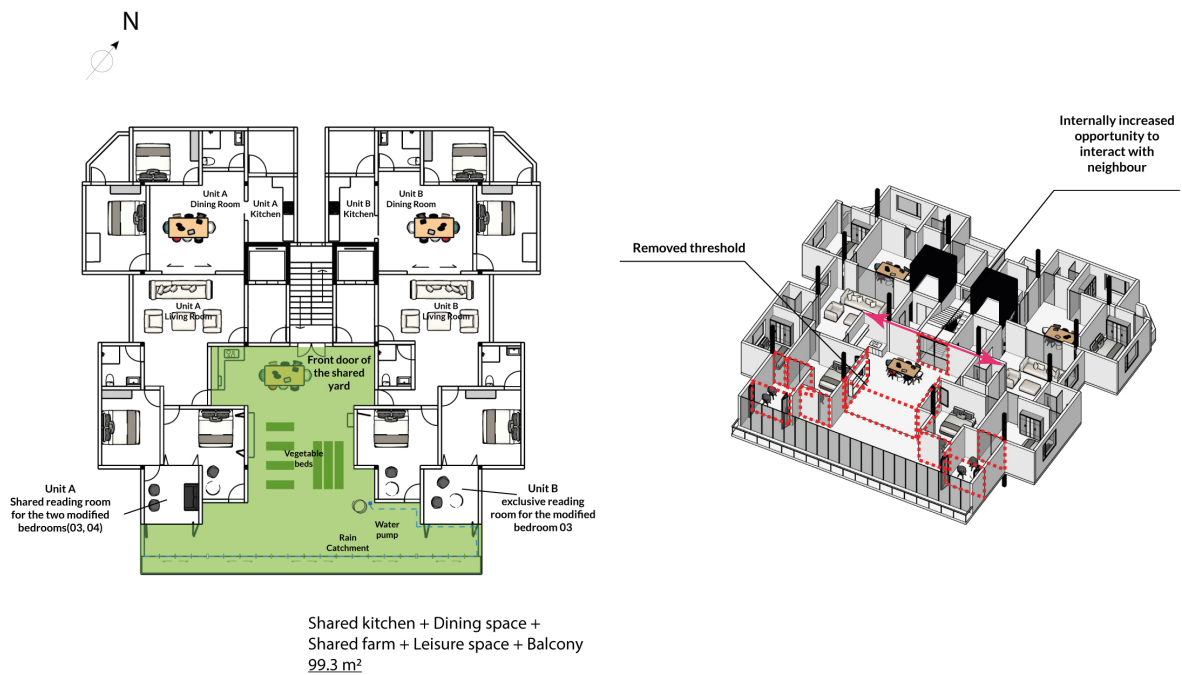 N
Unit A
Dining Room
Unit A
Kitchen
Unit B
Kitchen
Unit B
Dining Room
Unit A
Living Room
Unit B
Living Room
Front door of
the shared
yard
Vegetable
beds
Unit A
Shared reading room
for the two modified
bedrooms(03, 04)
Unit B
exclusive reading
room for the modified
bedroom 03
Water
pump
Rain
Catchment
Shared kitchen + Dining space +
Shared farm + Leisure space + Balcony
99.3 m²
Internally increased
opportunity to
interact with
neighbour
Removed threshold